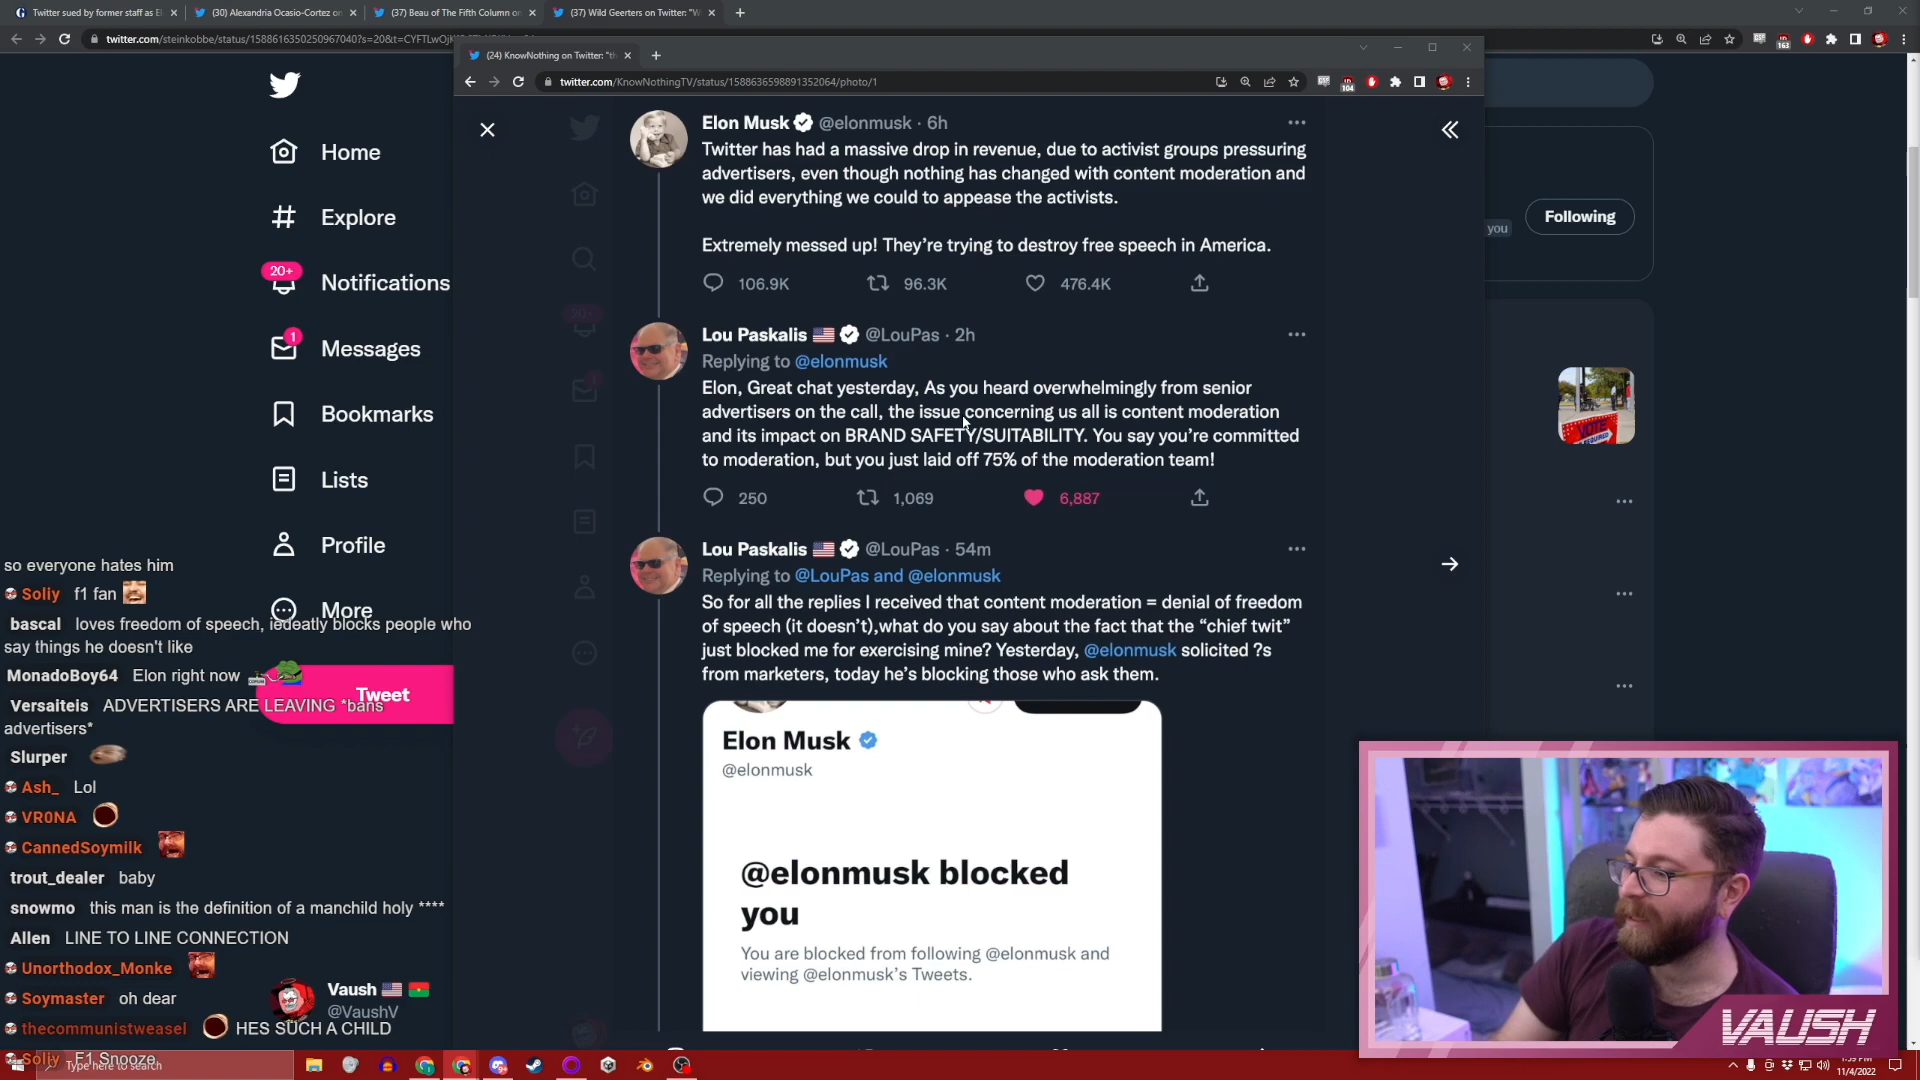 Twitter sued by former staff as El
(30) Alexandria Ocasio-Cortez on
(37) Beau of The Fifth Column on
(37) Wild Geerters on Twitter: "W
twitter.com/steinkobbe/status/1588616350250967040?s=20&t=CYFTLwOjK
163
(24) KnowNothing on Twitter: "th
twitter.com/KnowNothingTV/status/1588636598891352064/photo/1
104
Home
Explore
20+
Notifications
1
Messages
Bookmarks
Lists
Profile
More
Tweet
Vaush
@VaushV
Elon Musk @elonmusk · 6h
Twitter has had a massive drop in revenue, due to activist groups pressuring
advertisers, even though nothing has changed with content moderation and
we did everything we could to appease the activists.
Extremely messed up! They're trying to destroy free speech in America.
106.9K 96.3K 476.4K
Lou Paskalis @LouPas · 2h
Replying to @elonmusk
Elon, Great chat yesterday, As you heard overwhelmingly from senior
advertisers on the call, the issue concerning us all is content moderation
and its impact on BRAND SAFETY/SUITABILITY. You say you're committed
to moderation, but you just laid off 75% of the moderation team!
250 1,069 6,887
Lou Paskalis @LouPas · 54m
Replying to @LouPas and @elonmusk
So for all the replies I received that content moderation = denial of freedom
of speech (it doesn't),what do you say about the fact that the “chief twit”
just blocked me for exercising mine? Yesterday, @elonmusk solicited ?s
from marketers, today he's blocking those who ask them.
Elon Musk
@elonmusk
@elonmusk blocked
you
You are blocked from following @elonmusk and
viewing @elonmusk's Tweets.
you
Following
VOTE
so everyone hates him
Soliy f1 fan
bascal loves freedom of speech, iedeatly blocks people who
say things he doesn't like
MonadoBoy64 Elon right now
Versaiteis ADVERTISERS ARE LEAVING *bans
advertisers*
Slurper
Ash_ Lol
VR0NA
CannedSoymilk
trout_dealer baby
snowmo this man is the definition of a manchild holy ****
Allen LINE TO LINE CONNECTION
Unorthodox_Monke
Soymaster oh dear
thecommunistweasel HES SUCH A CHILD
Soliy F1 Snooze
Type here to search
VAUSH
1:59 PM
11/4/2022